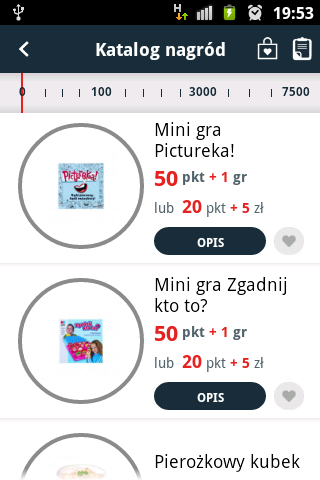 H 19:53
Katalog nagród
0 100 3000 7500
Mini gra
Pictureka!
50 pkt + 1 gr
lub 20 pkt + 5 zł
OPIS
Pictureka!
Mini gra Zgadnij
kto to?
50 pkt + 1 gr
lub 20 pkt + 5 zł
OPIS
Pierożkowy kubek